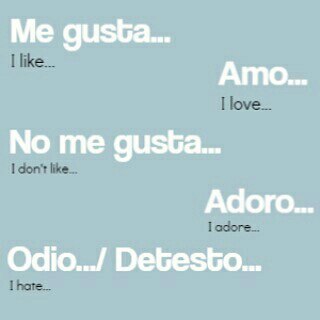 Me gusta...
I like...
Amo...
I love...
No me gusta...
I don't like...
Adoro...
I adore...
Odio.../ Detesto...
I hate...